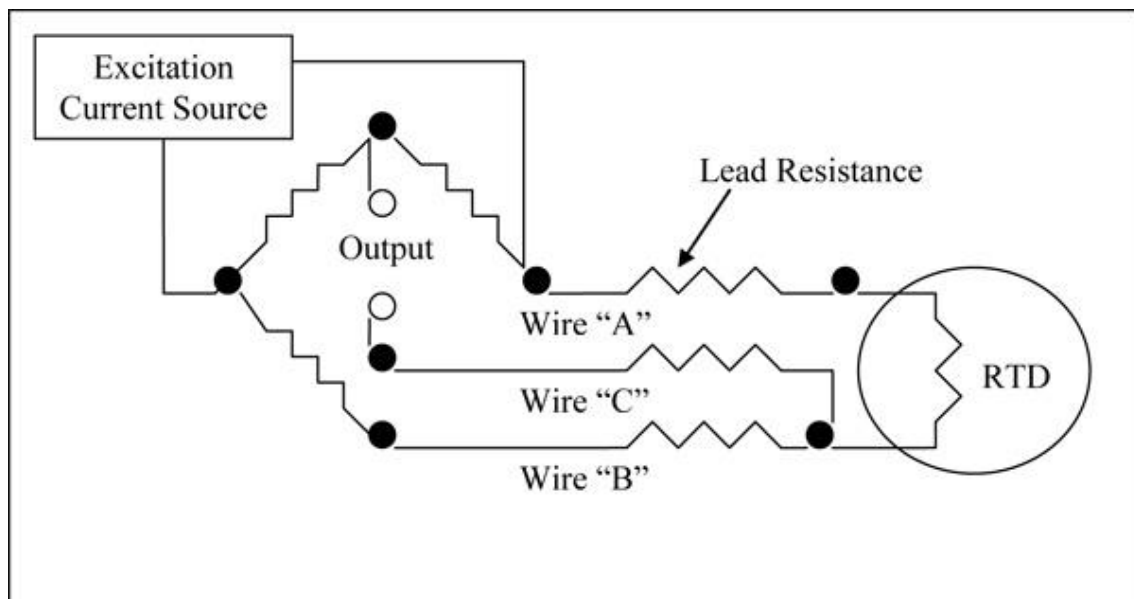 Excitation
Current Source
Lead Resistance
Output
Wire “A”
RTD
Wire “C”
Wire “B”